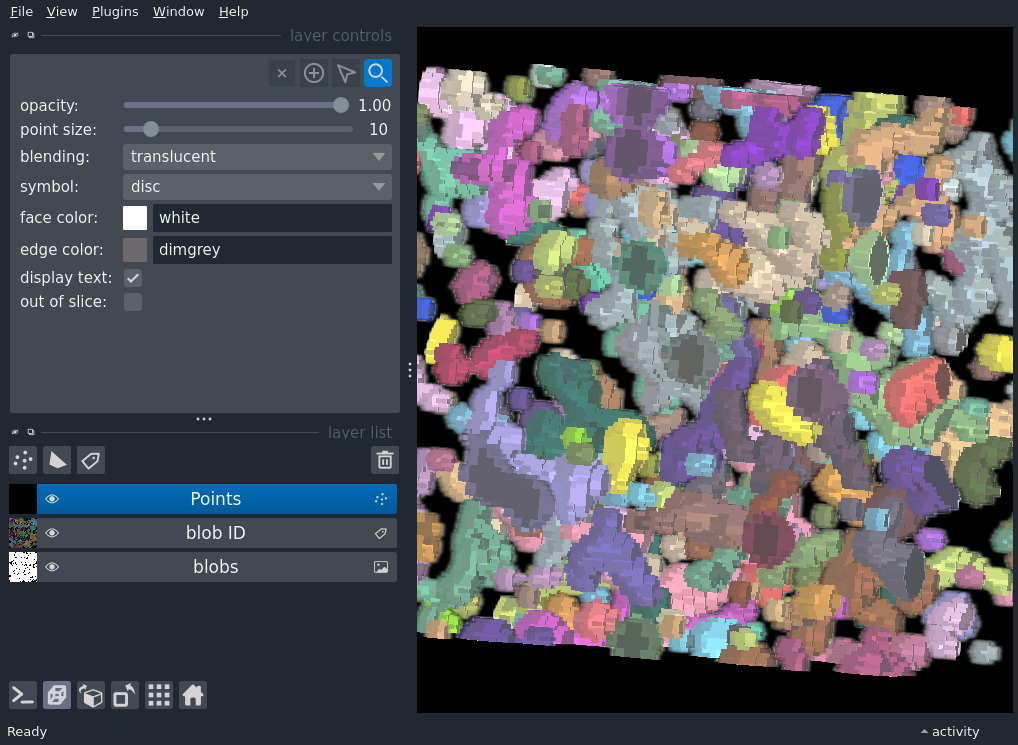 File View Plugins Window Help
layer controls
opacity: 1.00
point size: 10
blending: translucent
symbol: disc
face color: white
edge color: dimgrey
display text:
out of slice:
layer list
Points
blob ID
blobs
Ready
activity